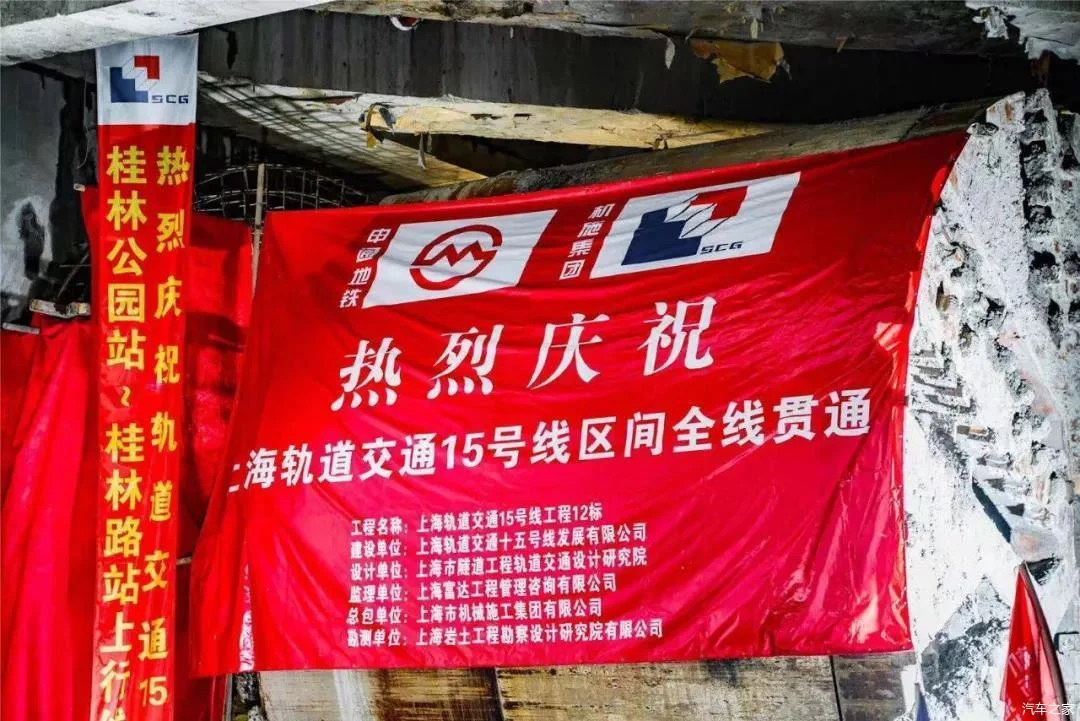 SCG
热烈庆祝轨道交通15
桂林公园站~桂林路站上行线
申通地铁
机施集团
SCG
热烈庆祝
上海轨道交通15号线区间全线贯通
工程名称：上海轨道交通15号线工程12标
建设单位：上海轨道交通十五号线发展有限公司
设计单位：上海市隧道工程轨道交通设计研究院
监理单位：上海富达工程管理咨询有限公司
总包单位：上海市机械施工集团有限公司
勘测单位：上海岩土工程勘察设计研究院有限公司
汽车之家